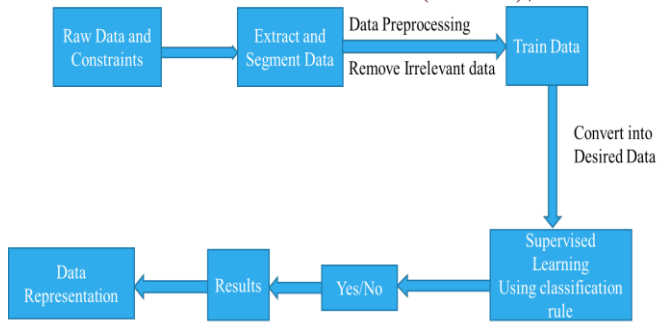 Raw Data and
Constraints
Extract and
Segment Data
Data Preprocessing
Remove Irrelevant data
Train Data
Convert into
Desired Data
Supervised
Learning
Using classification
rule
Yes/No
Results
Data
Representation